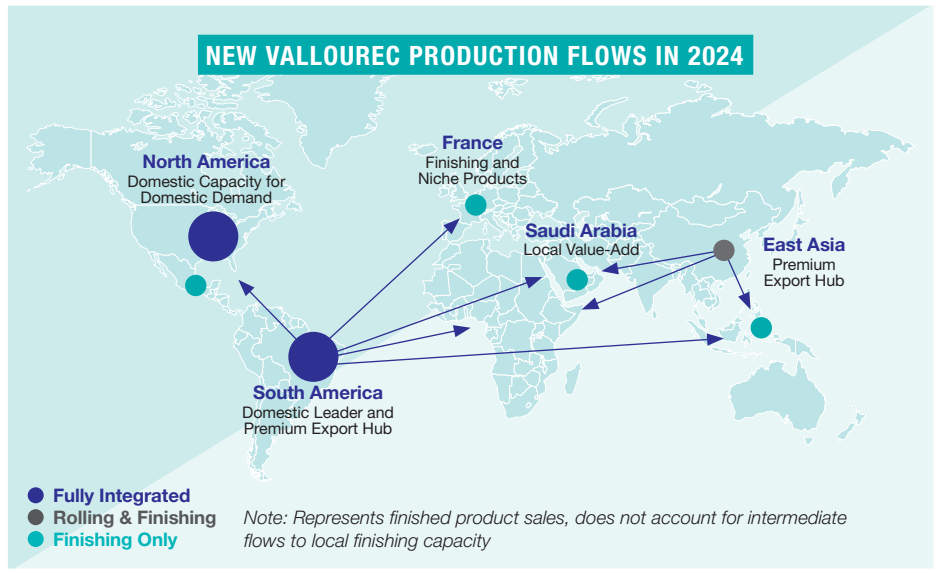 NEW VALLOUREC PRODUCTION FLOWS IN 2024
North America
Domestic Capacity for
Domestic Demand
France
Finishing and
Niche Products
Saudi Arabia
Local Value-Add
East Asia
Premium
Export Hub
South America
Domestic Leader and
Premium Export Hub
Fully Integrated
Rolling & Finishing
Finishing Only
Note: Represents finished product sales, does not account for intermediate
flows to local finishing capacity